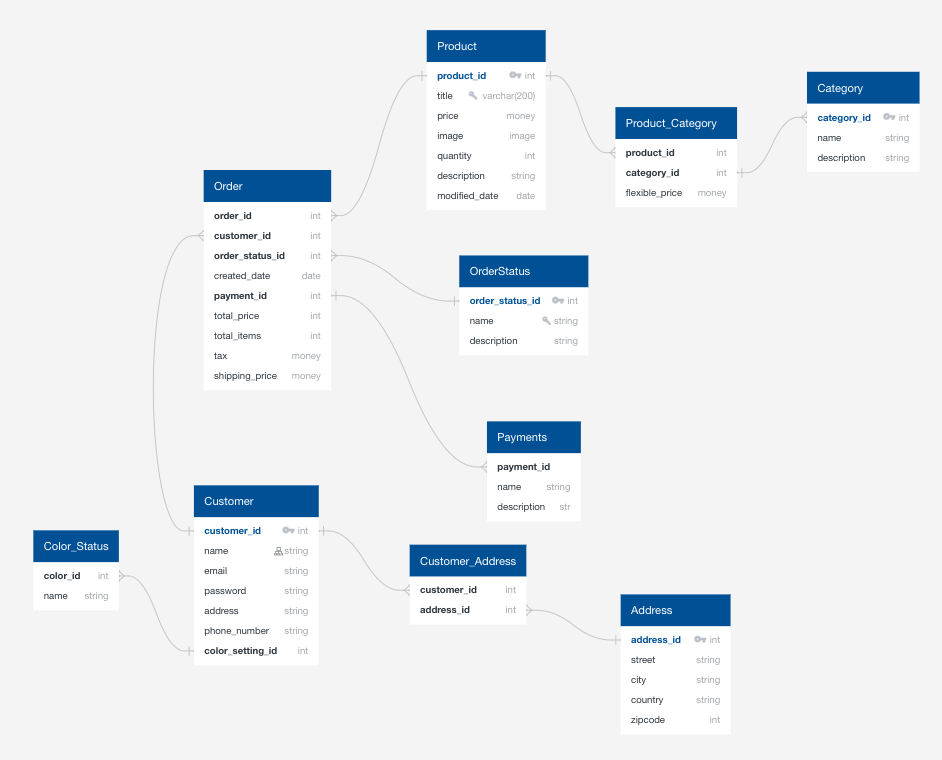 Product
product_id int
title varchar(200)
price money
image image
quantity int
description string
modified_date date
Category
category_id int
name string
description string
Product_Category
product_id int
category_id int
flexible_price money
Order
order_id int
customer_id int
order_status_id int
created_date date
payment_id int
total_price int
total_items int
tax money
shipping_price money
OrderStatus
order_status_id int
name string
description string
Payments
payment_id
name string
description str
Customer
customer_id int
name string
email string
password string
address string
phone_number string
color_setting_id int
Color_Status
color_id int
name string
Customer_Address
customer_id int
address_id int
Address
address_id int
street string
city string
country string
zipcode int